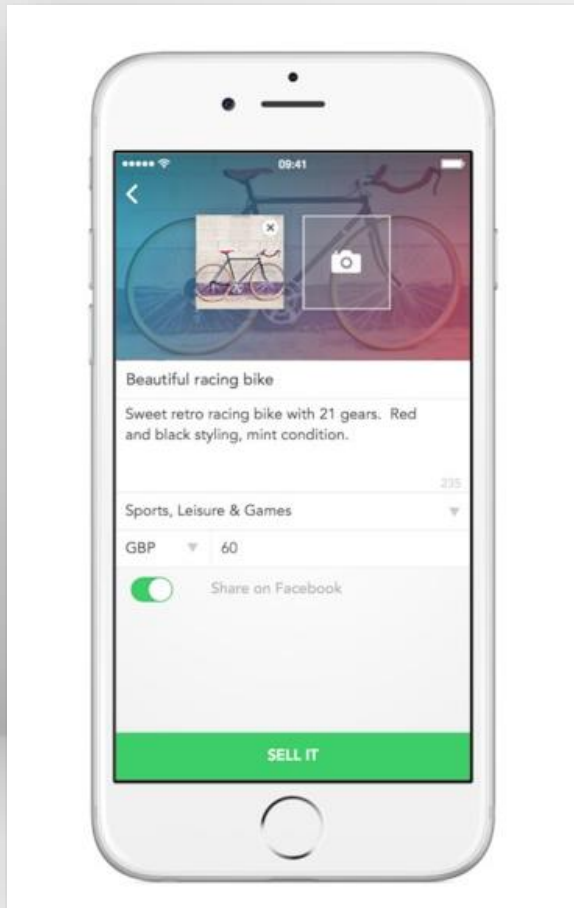 09:41
Beautiful racing bike
Sweet retro racing bike with 21 gears. Red
and black styling, mint condition.
235
Sports, Leisure & Games
GBP
60
Share on Facebook
SELL IT